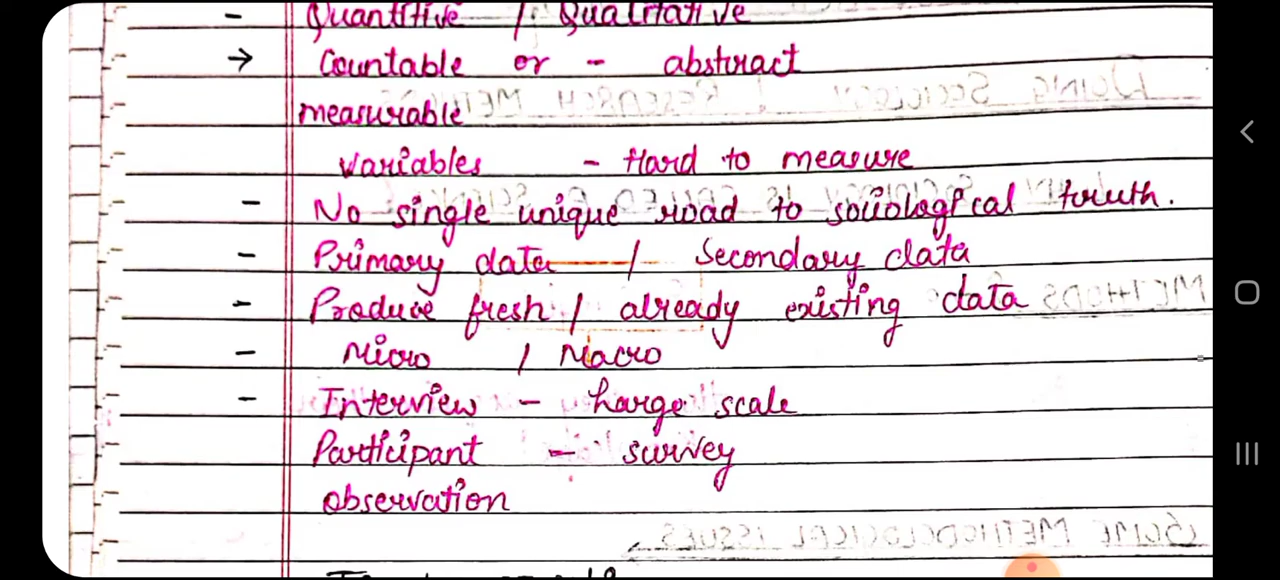 - Quantitive / Qualitative
→ Countable or - abstract
measurable
variables - Hard to measure
- No single unique road to sociological truth.
- Primary data / Secondary data
- Produce fresh / already existing data
- Micro / Macro
- Interview - Large scale
Participant - survey
observation